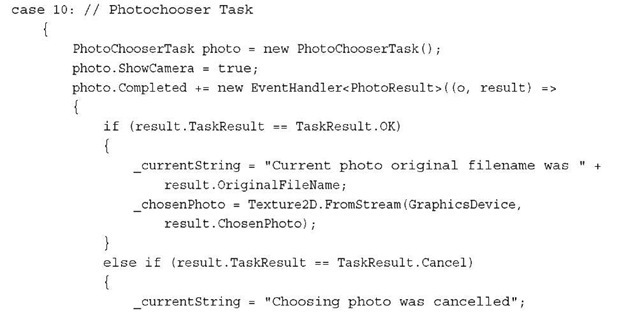 case 10: // Photochooser Task
{
PhotoChooserTask photo = new PhotoChooserTask();
photo.ShowCamera = true;
photo.Completed += new EventHandler<PhotoResult>((o, result) =>
{
if (result.TaskResult == TaskResult.OK)
{
_currentString = "Current photo original filename was " +
result.OriginalFileName;
_chosenPhoto = Texture2D.FromStream(GraphicsDevice,
result.ChosenPhoto);
}
else if (result.TaskResult == TaskResult.Cancel)
{
_currentString = "Choosing photo was cancelled";